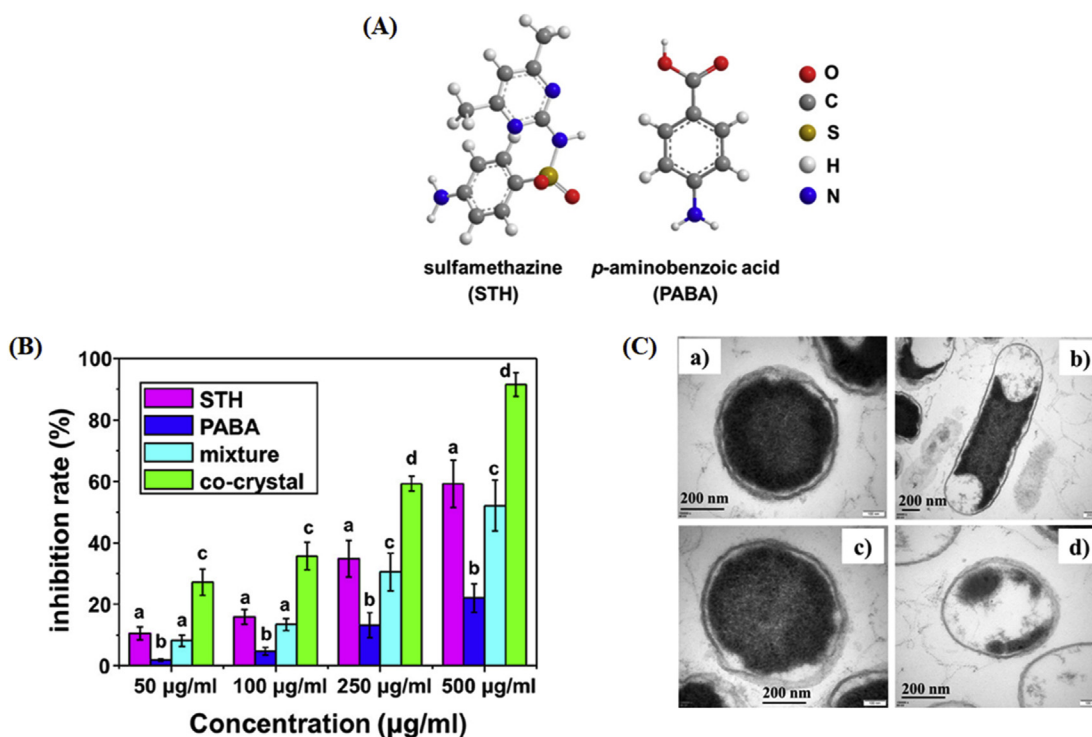 (A)
O
C
S
H
N
sulfamethazine
(STH)
p-aminobenzoic acid
(PABA)
(B)
inhibition rate (%)
100
80
60
40
20
0
STH
PABA
mixture
co-crystal
a b a c
a b a c
a b c d
a b c d
50 µg/ml 100 µg/ml 250 µg/ml 500 µg/ml
Concentration (µg/ml)
(C)
a)
200 nm
b)
200 nm
c)
200 nm
d)
200 nm